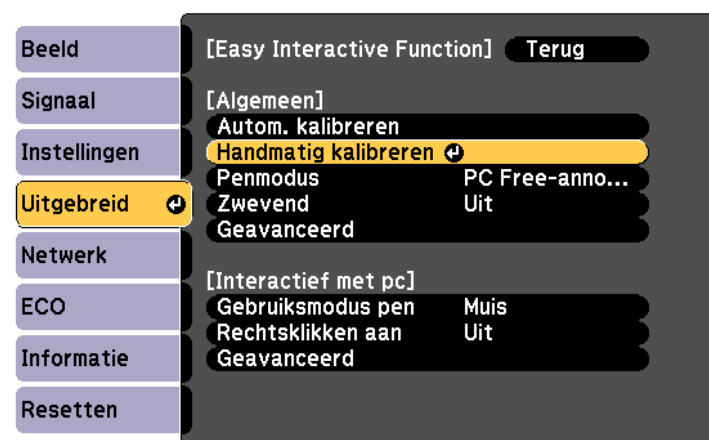 Beeld
Signaal
Instellingen
Uitgebreid
Netwerk
ECO
Informatie
Resetten
[Easy Interactive Function] Terug
[Algemeen]
Autom. kalibreren
Handmatig kalibreren
Penmodus PC Free-anno...
Zwevend Uit
Geavanceerd
[Interactief met pc]
Gebruiksmodus pen Muis
Rechtsklikken aan Uit
Geavanceerd